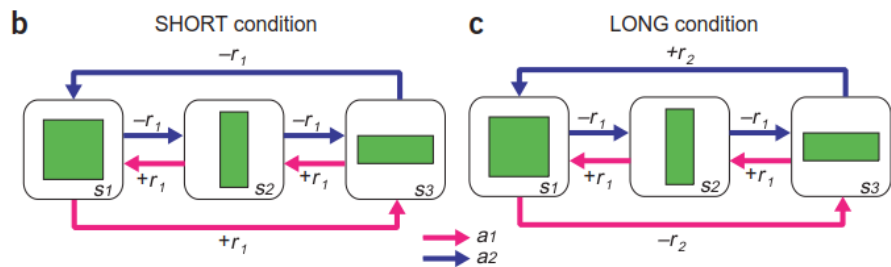 b SHORT condition
–r1
–r1 –r1
+r1 +r1
s1 s2 s3
+r1
c LONG condition
+r2
–r1 –r1
+r1 +r1
s1 s2 s3
–r2
a1
a2